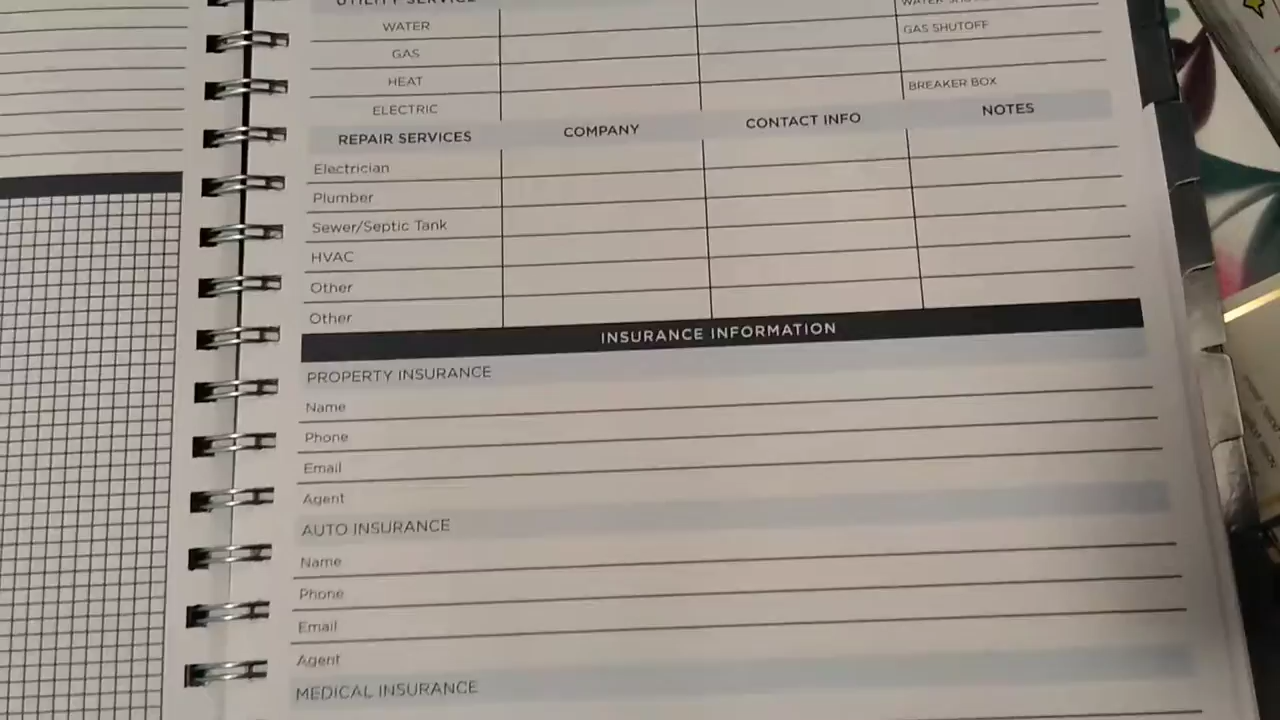 UTILITY SERVICE
WATER
GAS SHUTOFF
GAS
HEAT
BREAKER BOX
ELECTRIC
REPAIR SERVICES COMPANY CONTACT INFO NOTES
Electrician
Plumber
Sewer/Septic Tank
HVAC
Other
Other
INSURANCE INFORMATION
PROPERTY INSURANCE
Name
Phone
Email
Agent
AUTO INSURANCE
Name
Phone
Email
Agent
MEDICAL INSURANCE